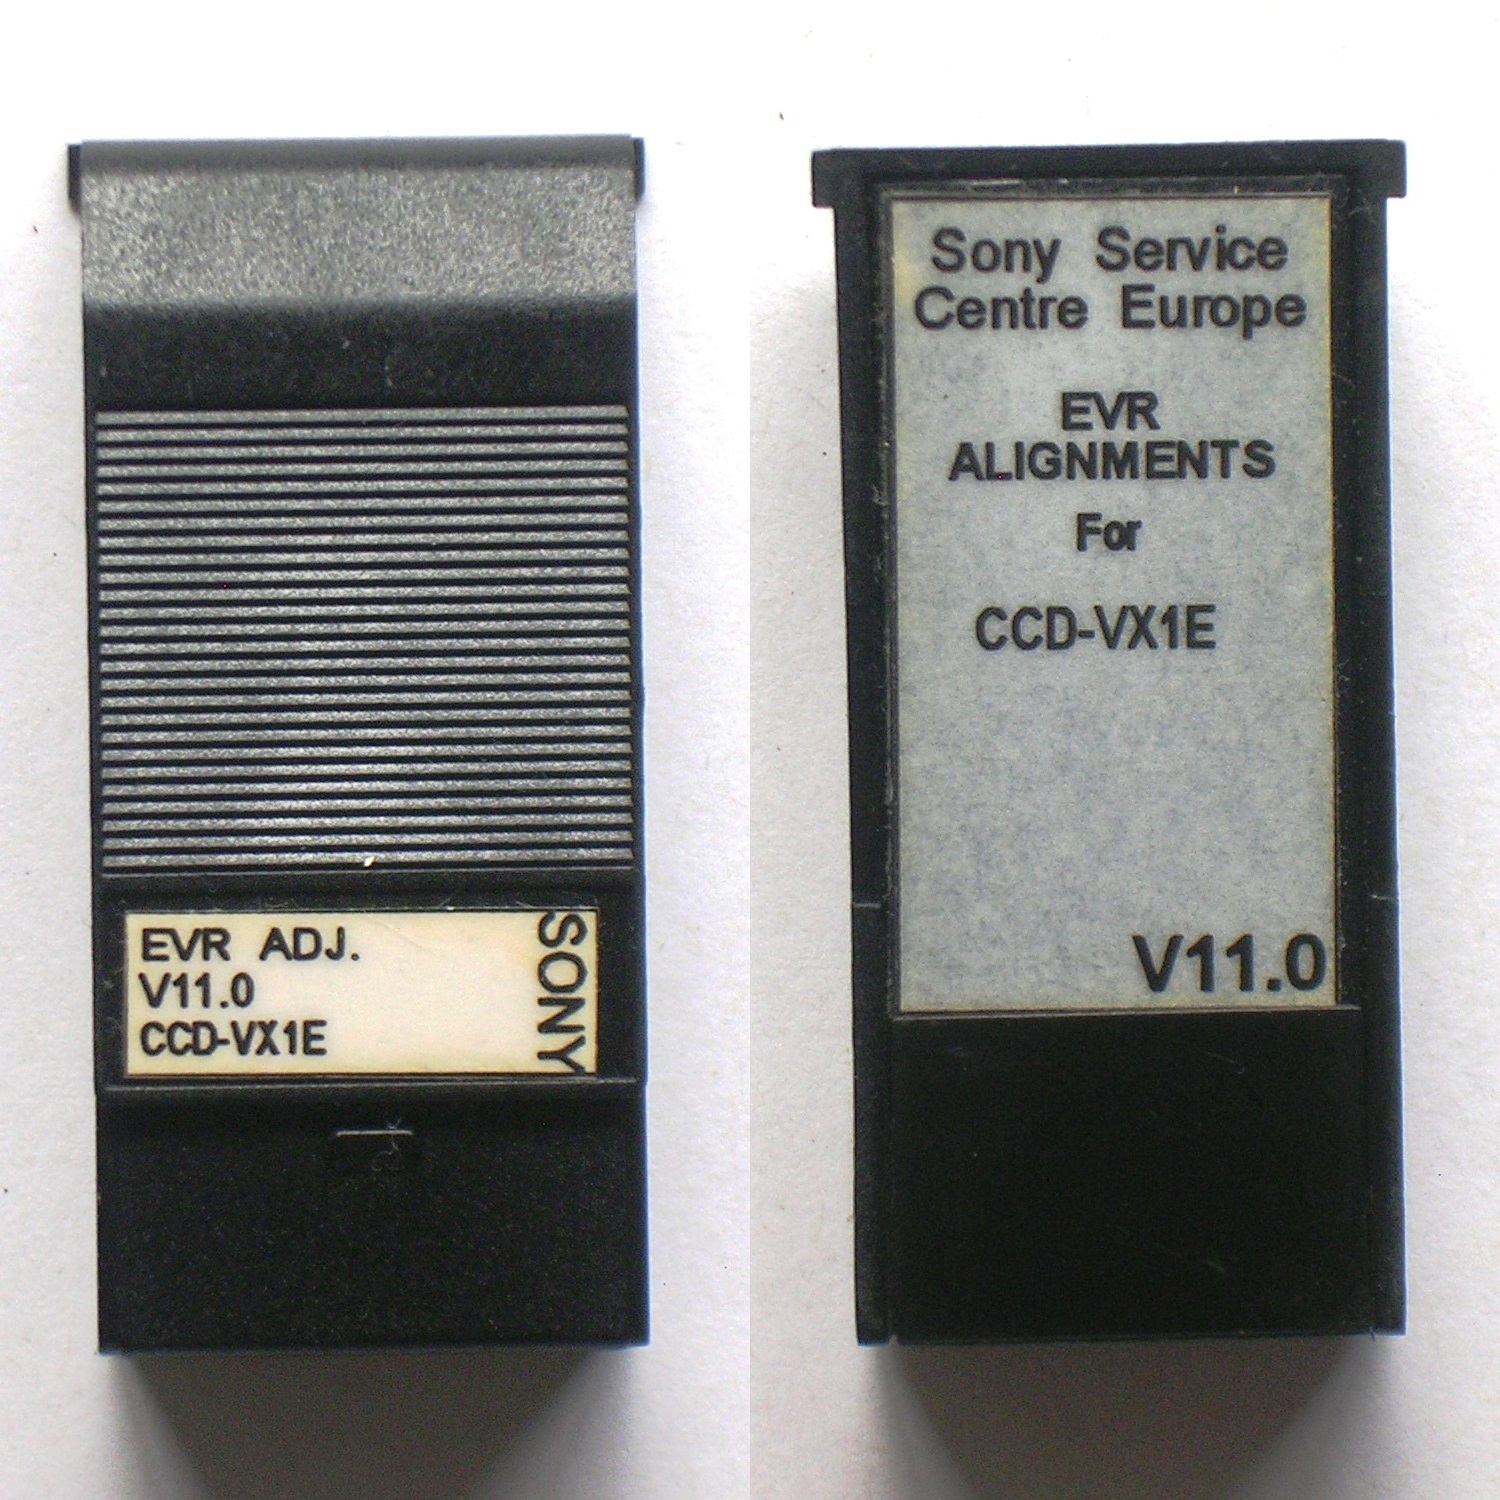 EVR ADJ.
V11.0
CCD-VX1E
SONY
Sony Service
Centre Europe
EVR
ALIGNMENTS
For
CCD-VX1E
V11.0